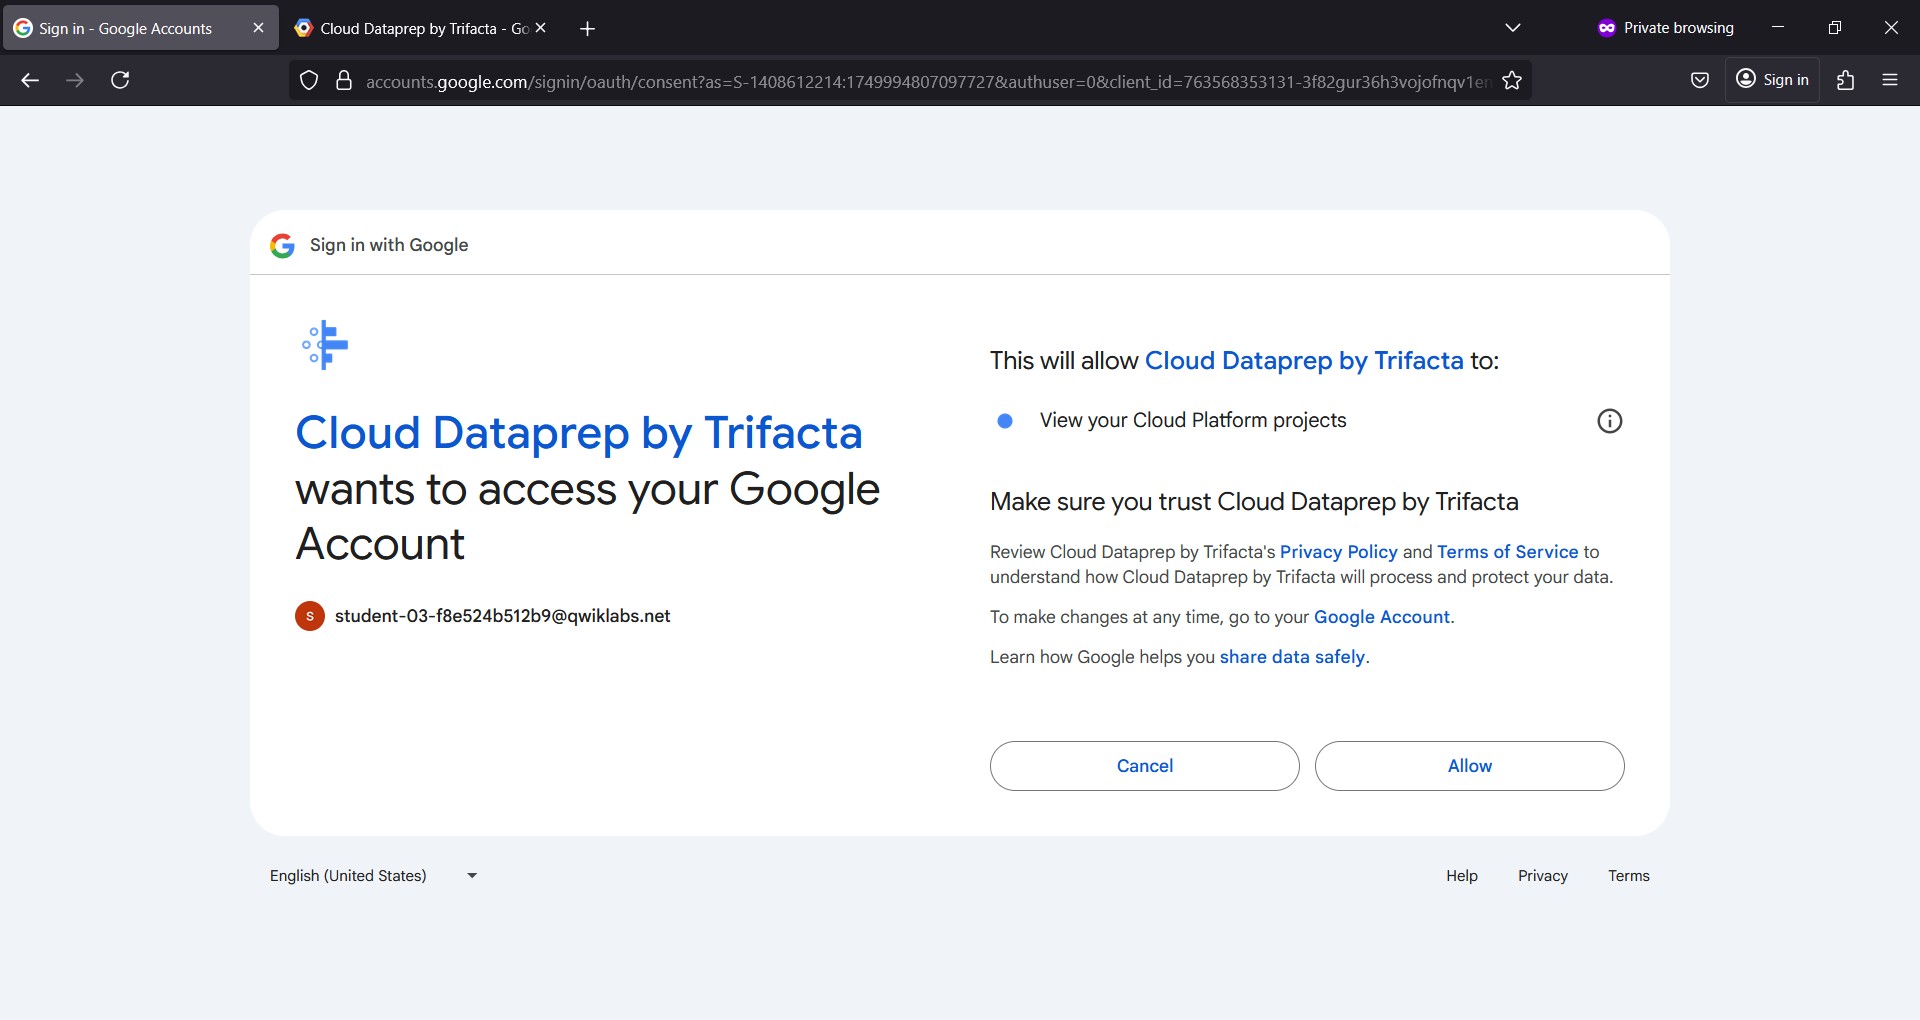 Sign in - Google Accounts
Cloud Dataprep by Trifacta - Go
Private browsing
accounts.google.com/signin/oauth/consent?as=S-1408612214:1749994807097727&authuser=0&client_id=763568353131-3f82gur36h3vojofnqv1en
Sign in
Sign in with Google
Cloud Dataprep by Trifacta
wants to access your Google
Account
S
student-03-f8e524b512b9@qwiklabs.net
This will allow Cloud Dataprep by Trifacta to:
View your Cloud Platform projects
Make sure you trust Cloud Dataprep by Trifacta
Review Cloud Dataprep by Trifacta's Privacy Policy and Terms of Service to
understand how Cloud Dataprep by Trifacta will process and protect your data.
To make changes at any time, go to your Google Account.
Learn how Google helps you share data safely.
Cancel
Allow
English (United States)
Help
Privacy
Terms